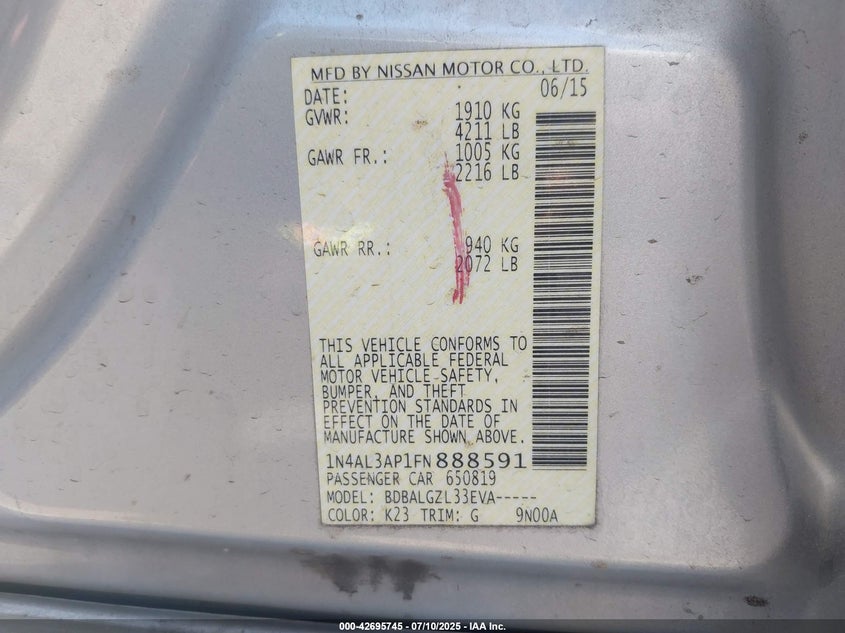 MFD BY NISSAN MOTOR CO., LTD.
DATE: 06/15
GVWR: 1910 KG
4211 LB
GAWR FR.: 1005 KG
2216 LB
GAWR RR.: 940 KG
2072 LB
THIS VEHICLE CONFORMS TO
ALL APPLICABLE FEDERAL
MOTOR VEHICLE SAFETY,
BUMPER, AND THEFT
PREVENTION STANDARDS IN
EFFECT ON THE DATE OF
MANUFACTURE SHOWN ABOVE.
1N4AL3AP1FN888591
PASSENGER CAR 650819
MODEL: BDBALGZL33EVA-----
COLOR: K23 TRIM: G 9N00A
000-42695745 - 07/10/2025 - IAA Inc.